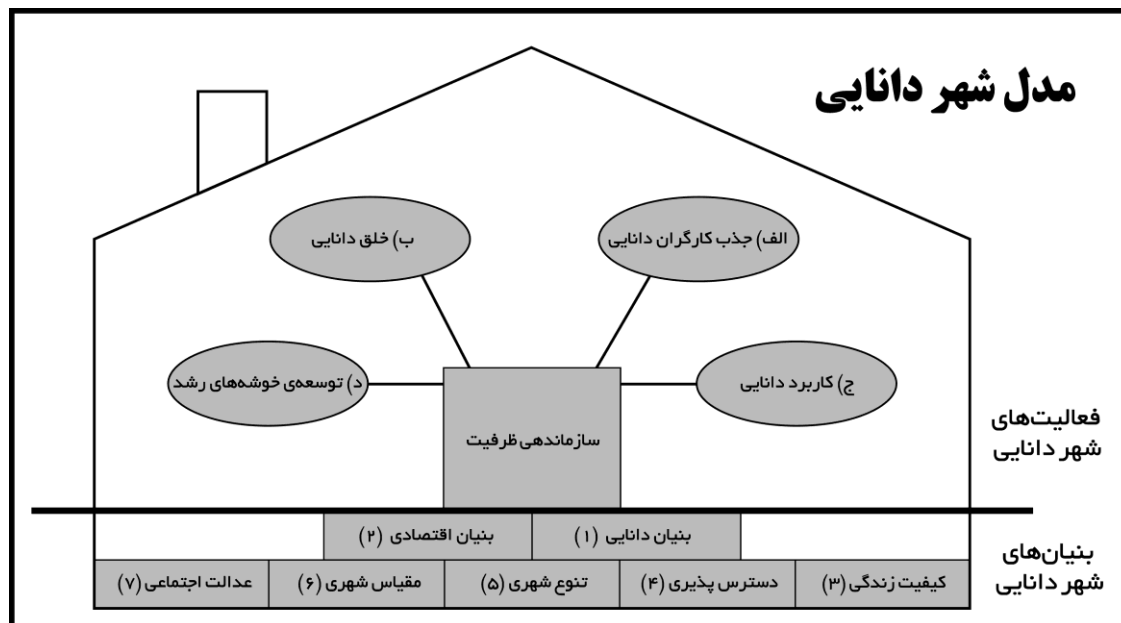 مدل شهر دانایی
الف) جذب کارگران دانایی
ب) خلق دانایی
ج) کاربرد دانایی
د) توسعه‌ی خوشه‌های رشد
سازماندهی ظرفیت
فعالیت‌های
شهر دانایی
بنیان دانایی (۱)
بنیان اقتصادی (۲)
بنیان‌های
شهر دانایی
کیفیت زندگی (۳)
دسترس پذیری (۴)
تنوع شهری (۵)
مقیاس شهری (۶)
عدالت اجتماعی (۷)